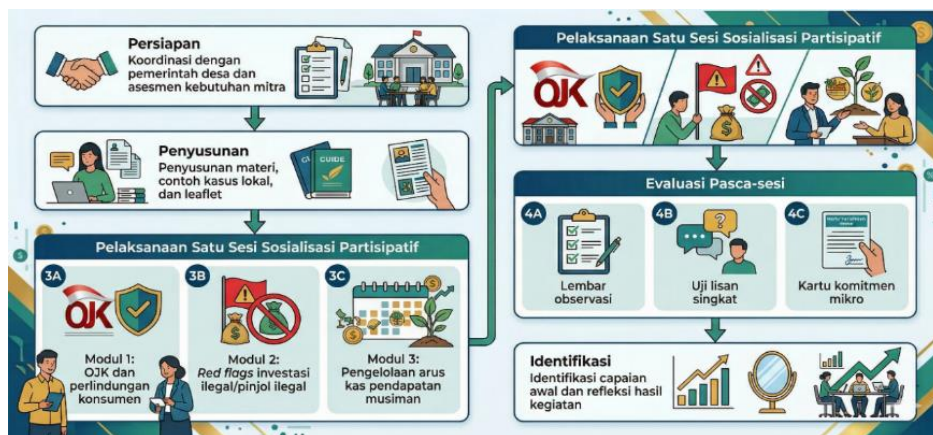 Persiapan
Koordinasi dengan
pemerintah desa dan
asesmen kebutuhan mitra
Penyusunan
Penyusunan materi,
contoh kasus lokal,
dan leaflet
GUIDE
Pelaksanaan Satu Sesi Sosialisasi Partisipatif
3A
OJK
Modul 1:
OJK dan
perlindungan
konsumen
3B
Modul 2:
Red flags investasi
ilegal/pinjol ilegal
3C
Modul 3:
Pengelolaan arus
kas pendapatan
musiman
Pelaksanaan Satu Sesi Sosialisasi Partisipatif
OJK
Evaluasi Pasca-sesi
4A
Lembar
observasi
4B
Uji lisan
singkat
4C
Kartu komitmen
mikro
Identifikasi
Identifikasi capaian
awal dan refleksi hasil
kegiatan